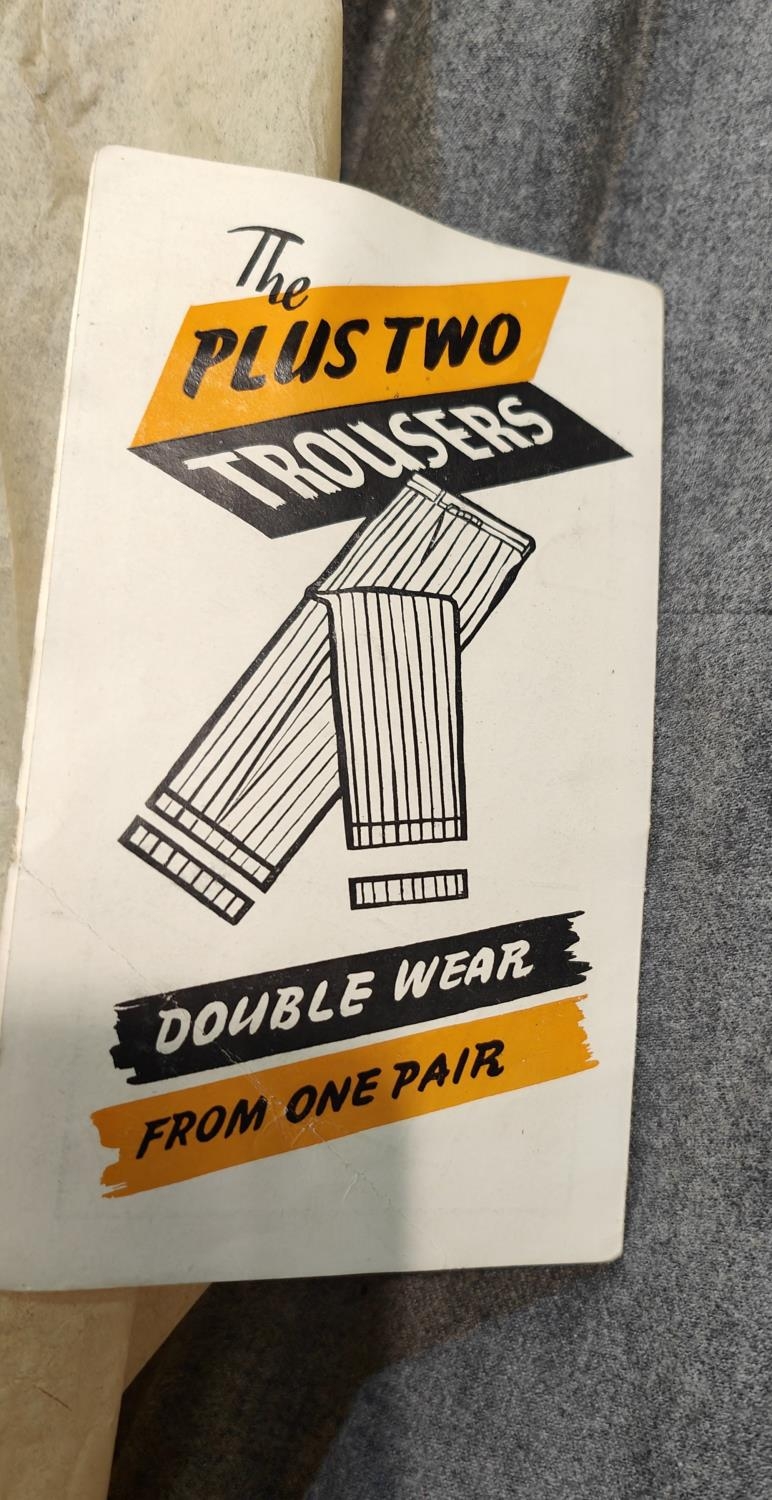 The
PLUS TWO
TROUSERS
DOUBLE WEAR
FROM ONE PAIR